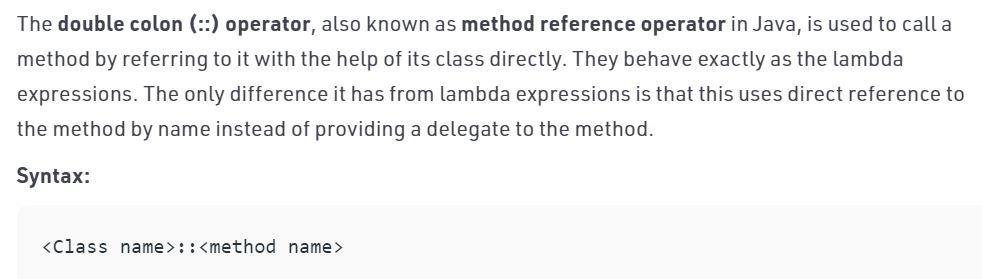 The double colon (::) operator, also known as method reference operator in Java, is used to call a
method by referring to it with the help of its class directly. They behave exactly as the lambda
expressions. The only difference it has from lambda expressions is that this uses direct reference to
the method by name instead of providing a delegate to the method.
Syntax:
<Class name>::<method name>